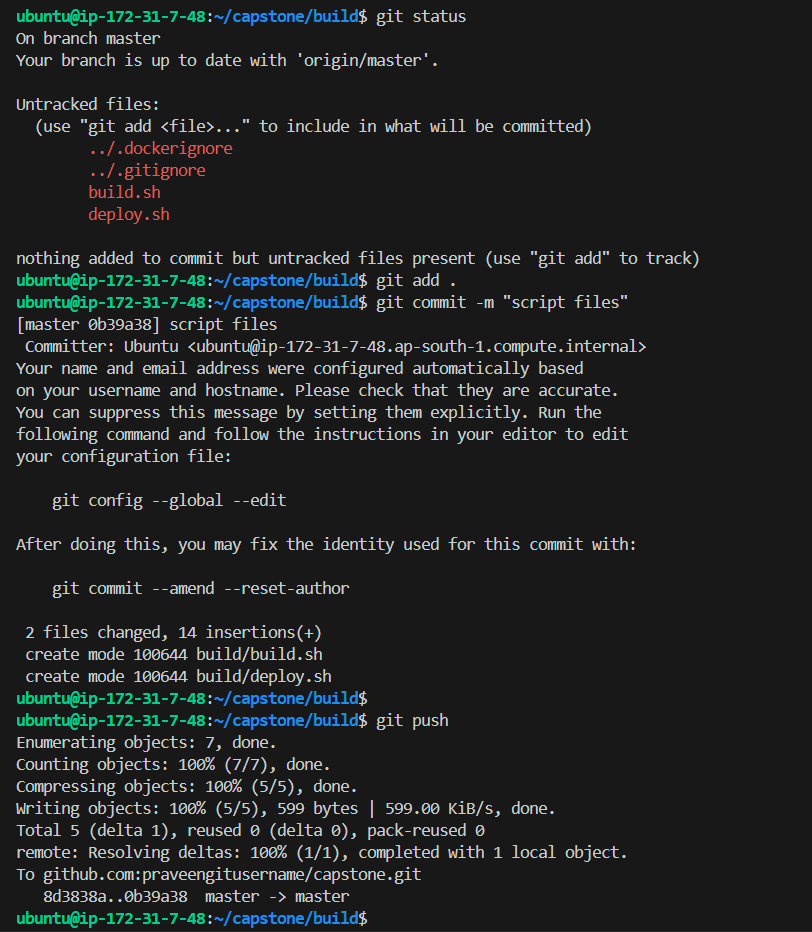 ubuntu@ip-172-31-7-48:~/capstone/build$ git status
On branch master
Your branch is up to date with 'origin/master'.

Untracked files:
  (use "git add <file>..." to include in what will be committed)
        ../.dockerignore
        ../.gitignore
        build.sh
        deploy.sh

nothing added to commit but untracked files present (use "git add" to track)
ubuntu@ip-172-31-7-48:~/capstone/build$ git add .
ubuntu@ip-172-31-7-48:~/capstone/build$ git commit -m "script files"
[master 0b39a38] script files
 Committer: Ubuntu <ubuntu@ip-172-31-7-48.ap-south-1.compute.internal>
Your name and email address were configured automatically based
on your username and hostname. Please check that they are accurate.
You can suppress this message by setting them explicitly. Run the
following command and follow the instructions in your editor to edit
your configuration file:

    git config --global --edit

After doing this, you may fix the identity used for this commit with:

    git commit --amend --reset-author

 2 files changed, 14 insertions(+)
 create mode 100644 build/build.sh
 create mode 100644 build/deploy.sh
ubuntu@ip-172-31-7-48:~/capstone/build$
ubuntu@ip-172-31-7-48:~/capstone/build$ git push
Enumerating objects: 7, done.
Counting objects: 100% (7/7), done.
Compressing objects: 100% (5/5), done.
Writing objects: 100% (5/5), 599 bytes | 599.00 KiB/s, done.
Total 5 (delta 1), reused 0 (delta 0), pack-reused 0
remote: Resolving deltas: 100% (1/1), completed with 1 local object.
To github.com:praveengitusername/capstone.git
   8d3838a..0b39a38  master -> master
ubuntu@ip-172-31-7-48:~/capstone/build$